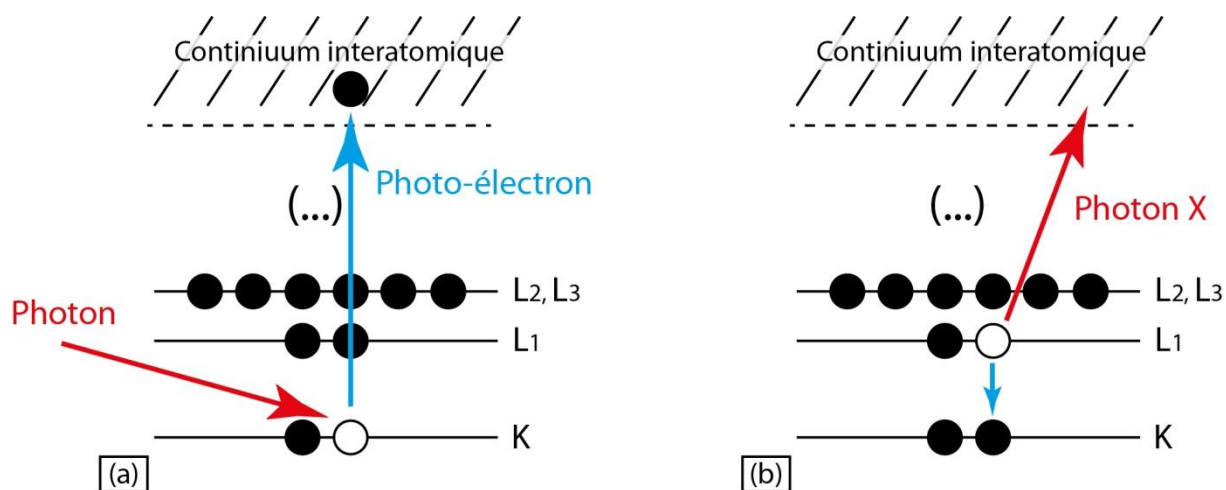 Continiuum interatomique
Photo-électron
(...)
L2, L3
Photon
L1
K
(a)
Continiuum interatomique
(...)
Photon X
L2, L3
L1
K
(b)